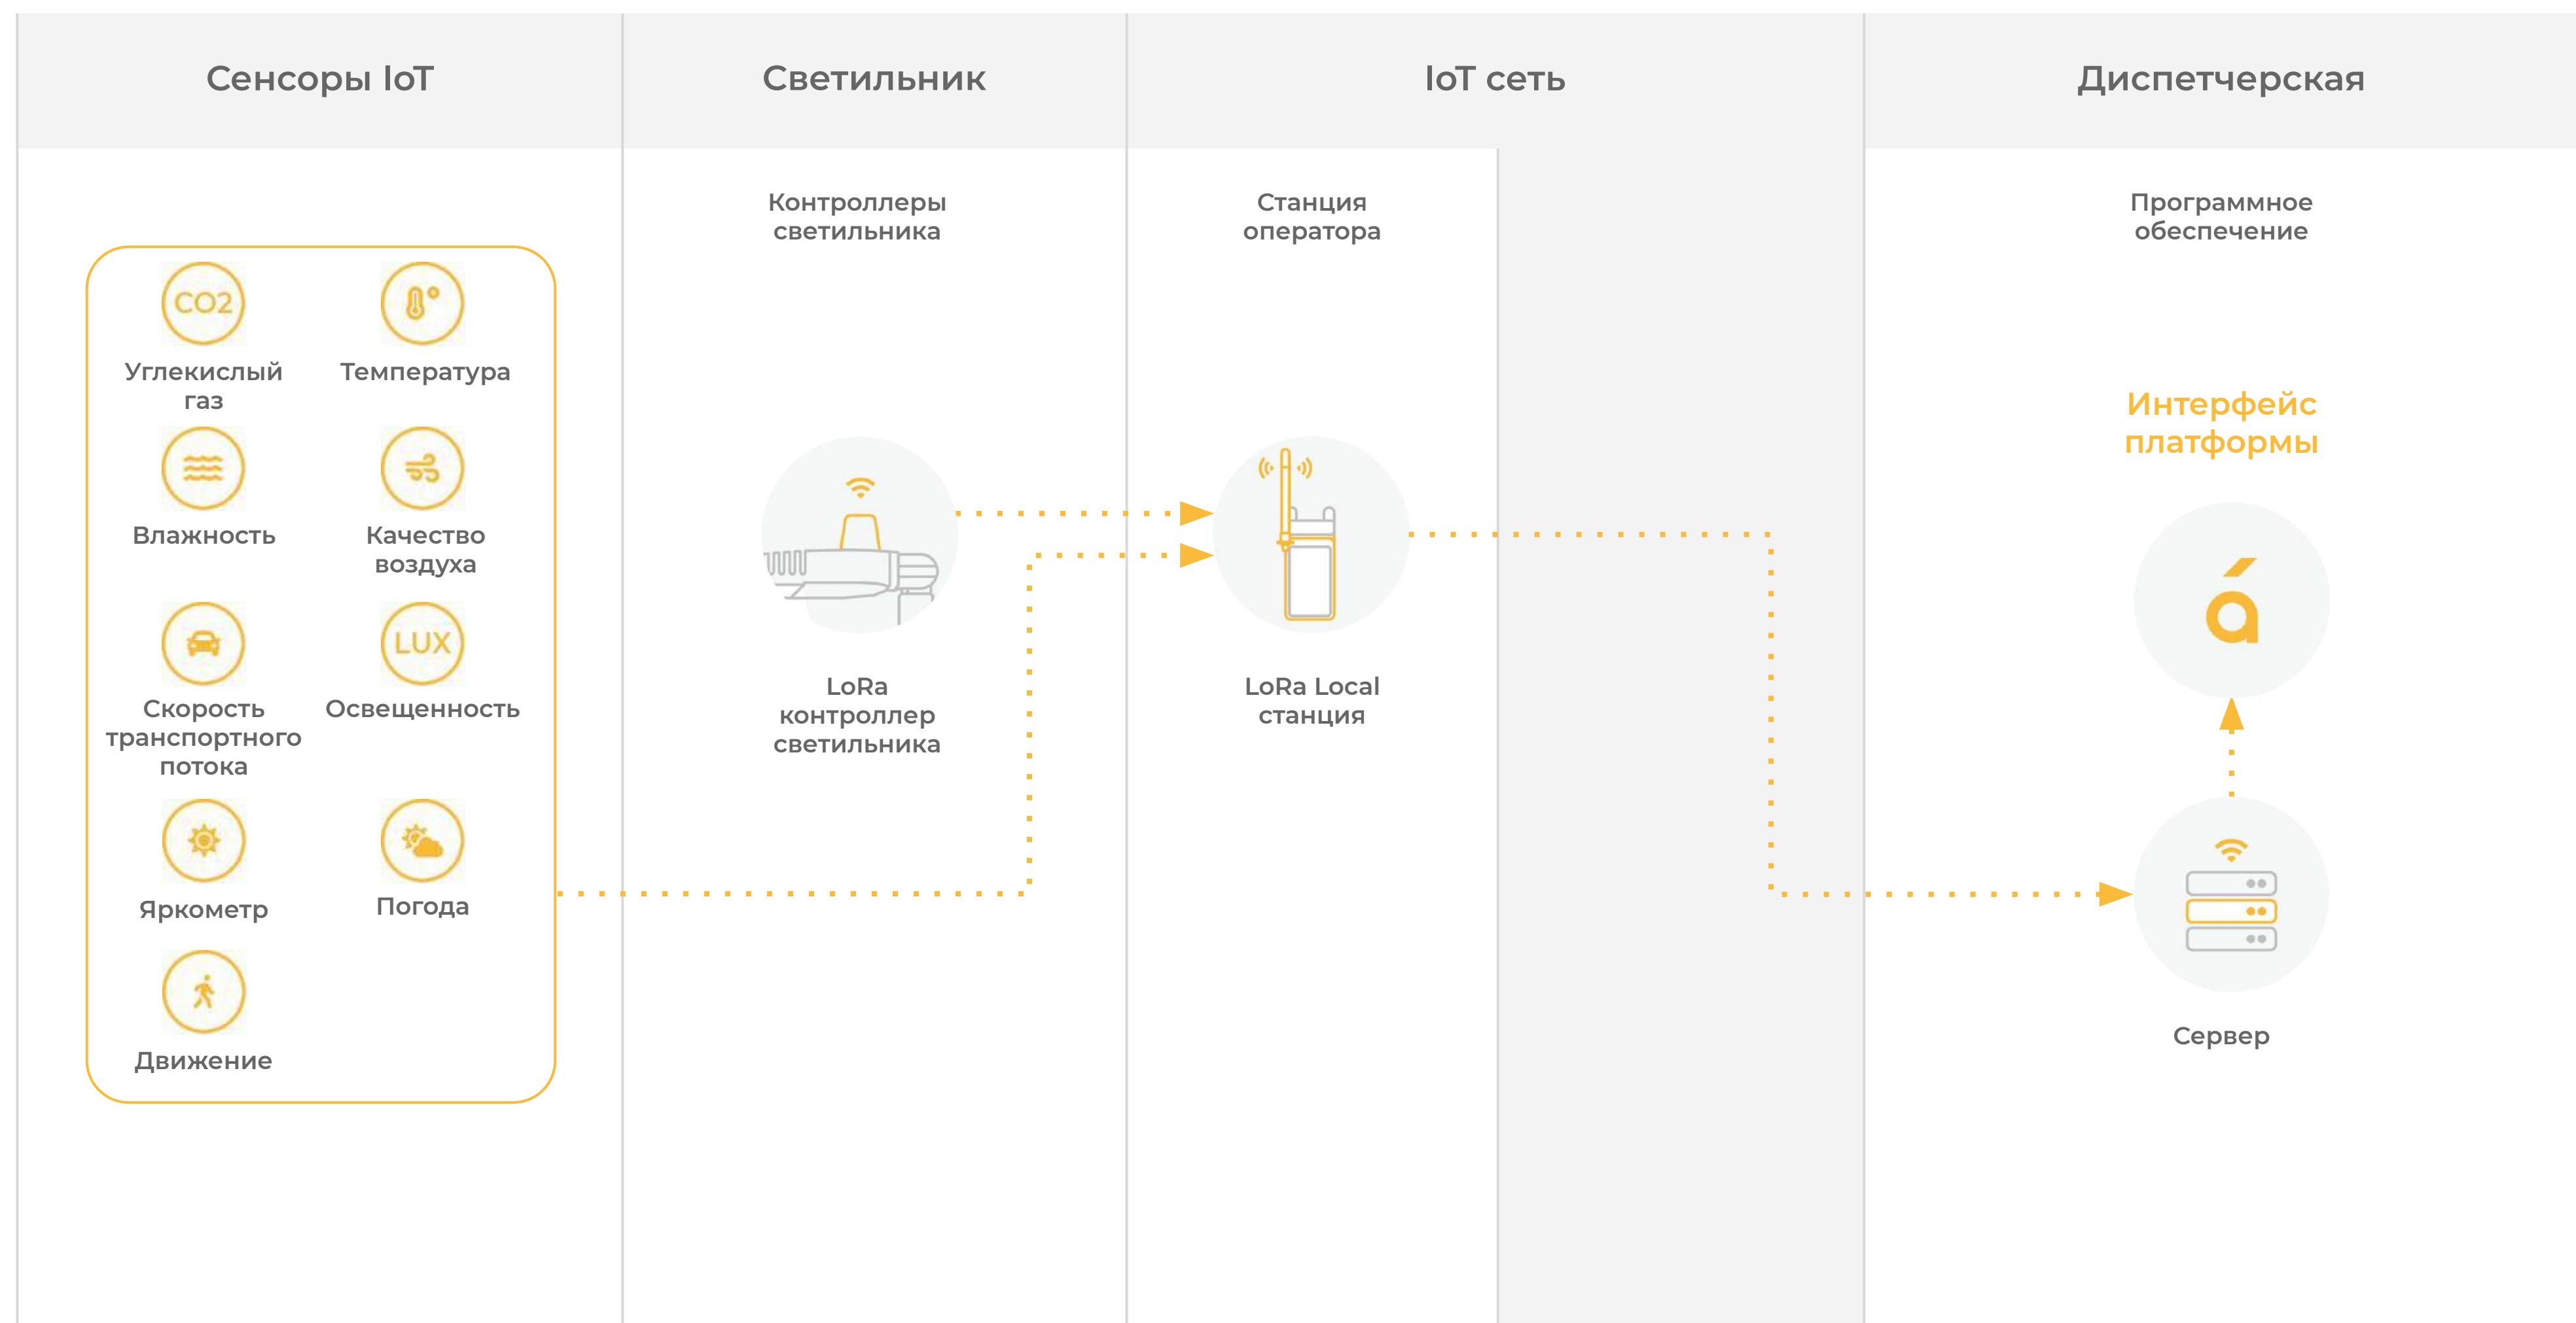 Сенсоры IoT
Светильник
IoT сеть
Диспетчерская
CO2
Углекислый
газ
Температура
Влажность
Качество
воздуха
Скорость
транспортного
потока
LUX
Освещенность
Яркометр
Погода
Движение
Контроллеры
светильника
LoRa
контроллер
светильника
Станция
оператора
LoRa Local
станция
Программное
обеспечение
Интерфейс
платформы
á
Сервер